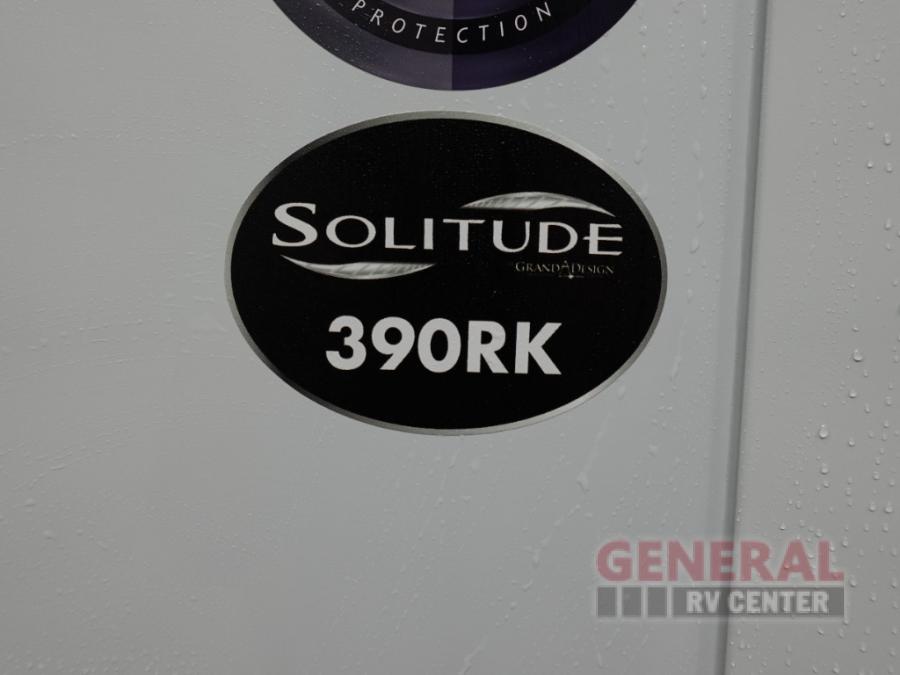 PROTECTION
SOLITUDE
GRAND DESIGN
390RK
GENERAL
RV CENTER